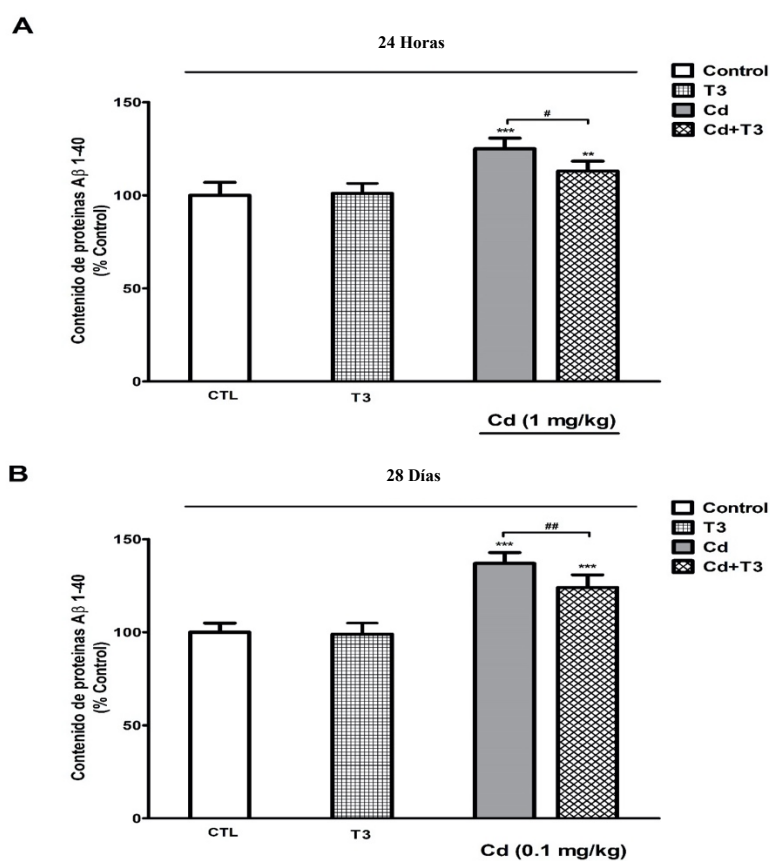 A
24 Horas
Control
T3
Cd
Cd+T3
Contenido de proteinas Aβ 1-40
(% Control)
150
100
50
0
***
#
**
CTL
T3
Cd (1 mg/kg)
B
28 Días
Control
T3
Cd
Cd+T3
Contenido de proteinas Aβ 1-40
(% Control)
150
100
50
0
***
##
***
CTL
T3
Cd (0.1 mg/kg)